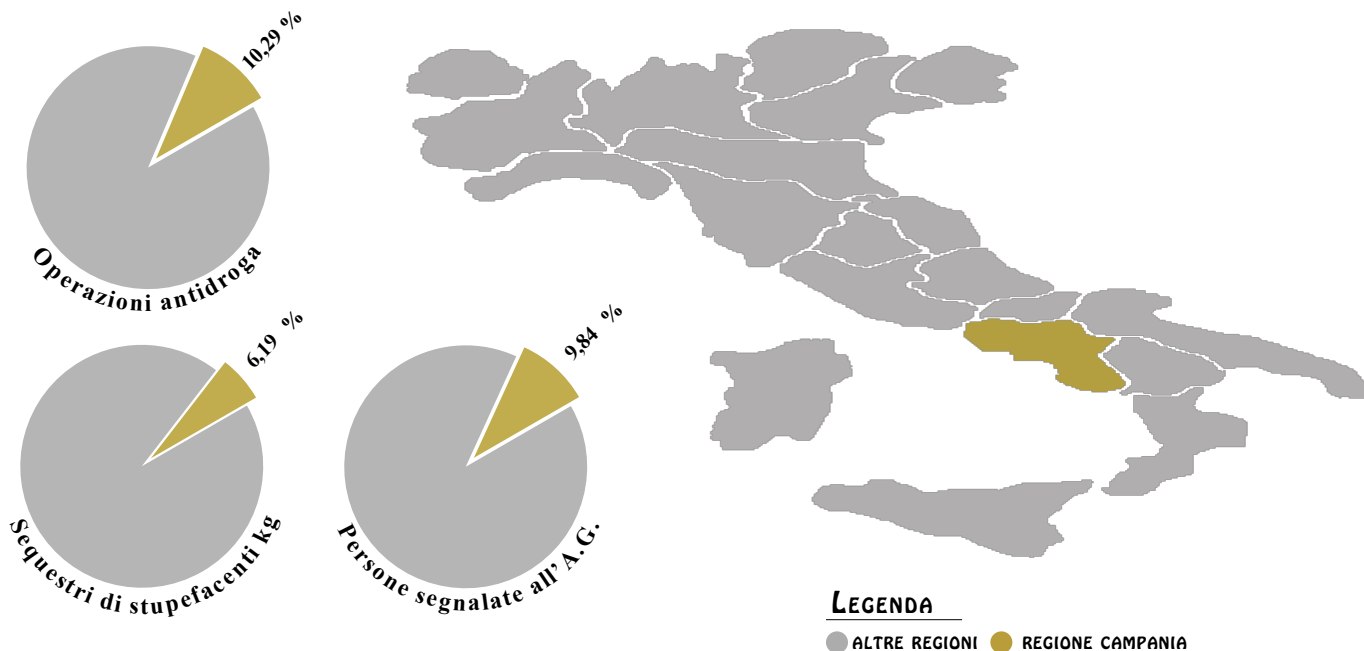 10,29 %
Operazioni antidroga
6,19 %
Sequestri di stupefacenti kg
9,84 %
Persone segnalate all' A.G.
LEGENDA
ALTRE REGIONI REGIONE CAMPANIA